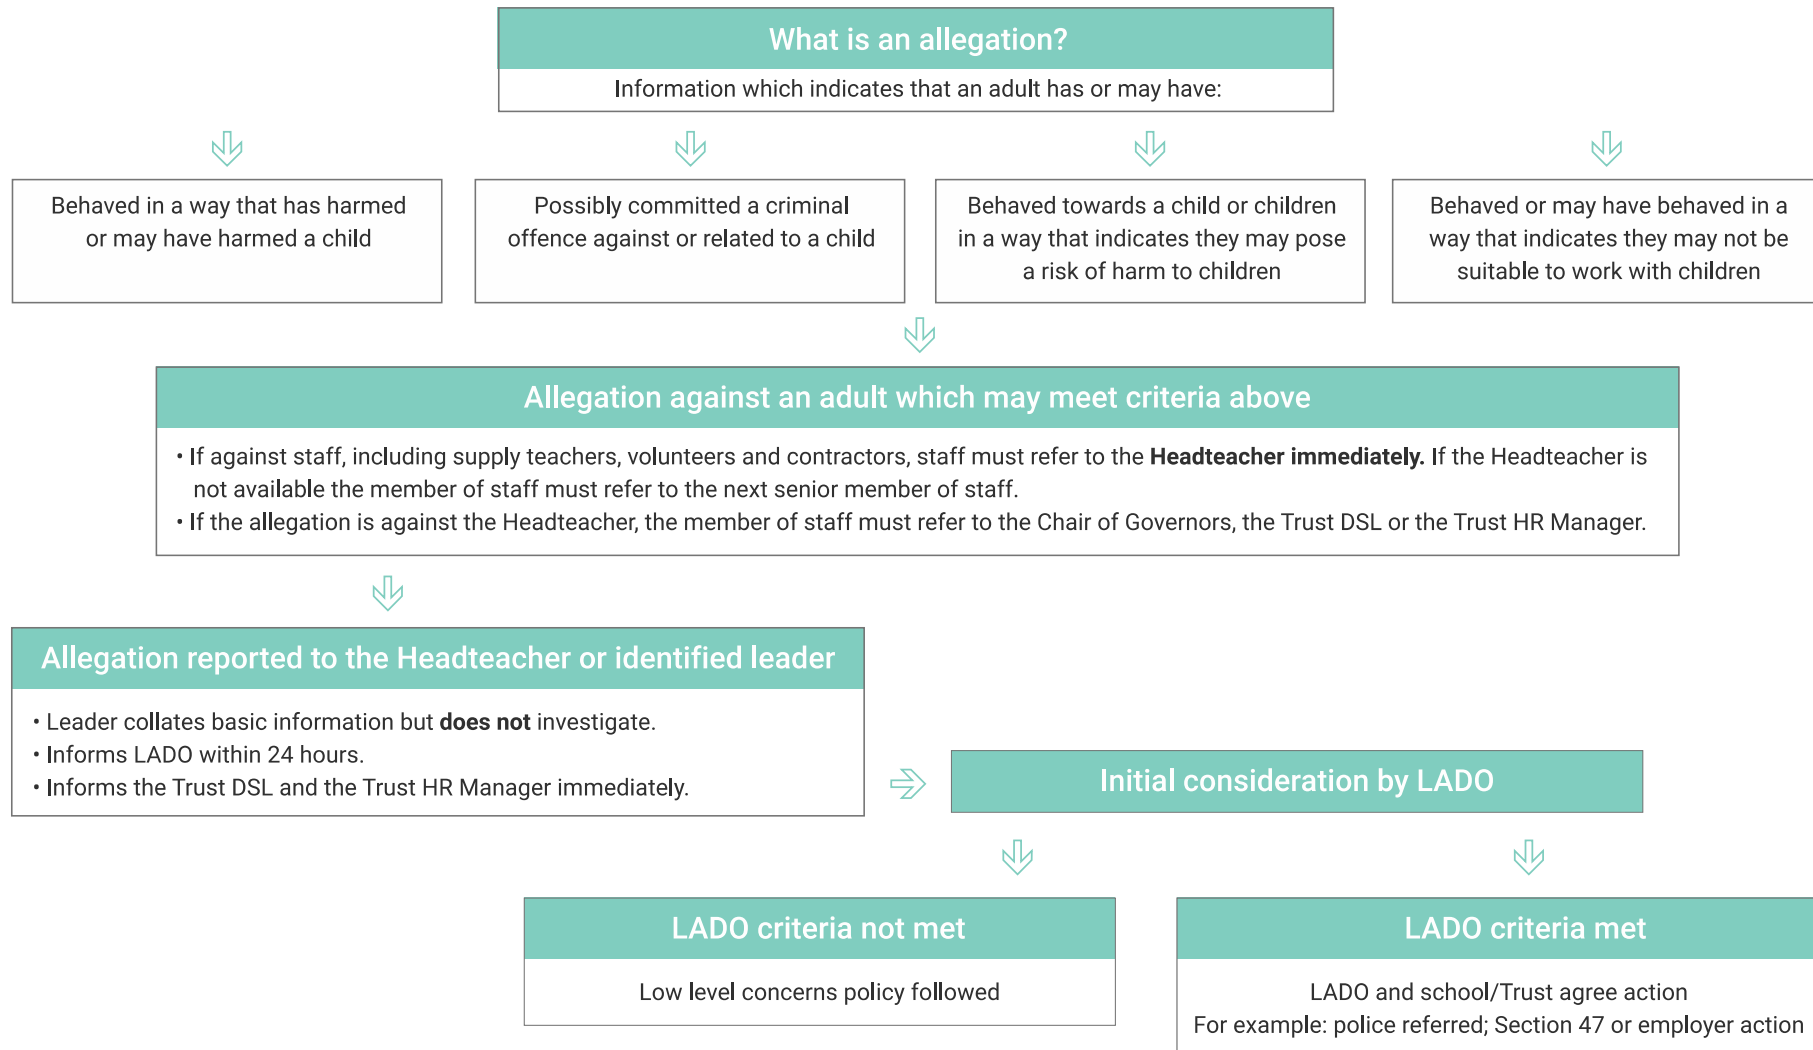 What is an allegation?
Information which indicates that an adult has or may have:
Behaved in a way that has harmed
or may have harmed a child
Possibly committed a criminal
offence against or related to a child
Behaved towards a child or children
in a way that indicates they may pose
a risk of harm to children
Behaved or may have behaved in a
way that indicates they may not be
suitable to work with children
Allegation against an adult which may meet criteria above
• If against staff, including supply teachers, volunteers and contractors, staff must refer to the Headteacher immediately. If the Headteacher is
not available the member of staff must refer to the next senior member of staff.
• If the allegation is against the Headteacher, the member of staff must refer to the Chair of Governors, the Trust DSL or the Trust HR Manager.
Allegation reported to the Headteacher or identified leader
• Leader collates basic information but does not investigate.
• Informs LADO within 24 hours.
• Informs the Trust DSL and the Trust HR Manager immediately.
Initial consideration by LADO
LADO criteria not met
Low level concerns policy followed
LADO criteria met
LADO and school/Trust agree action
For example: police referred; Section 47 or employer action